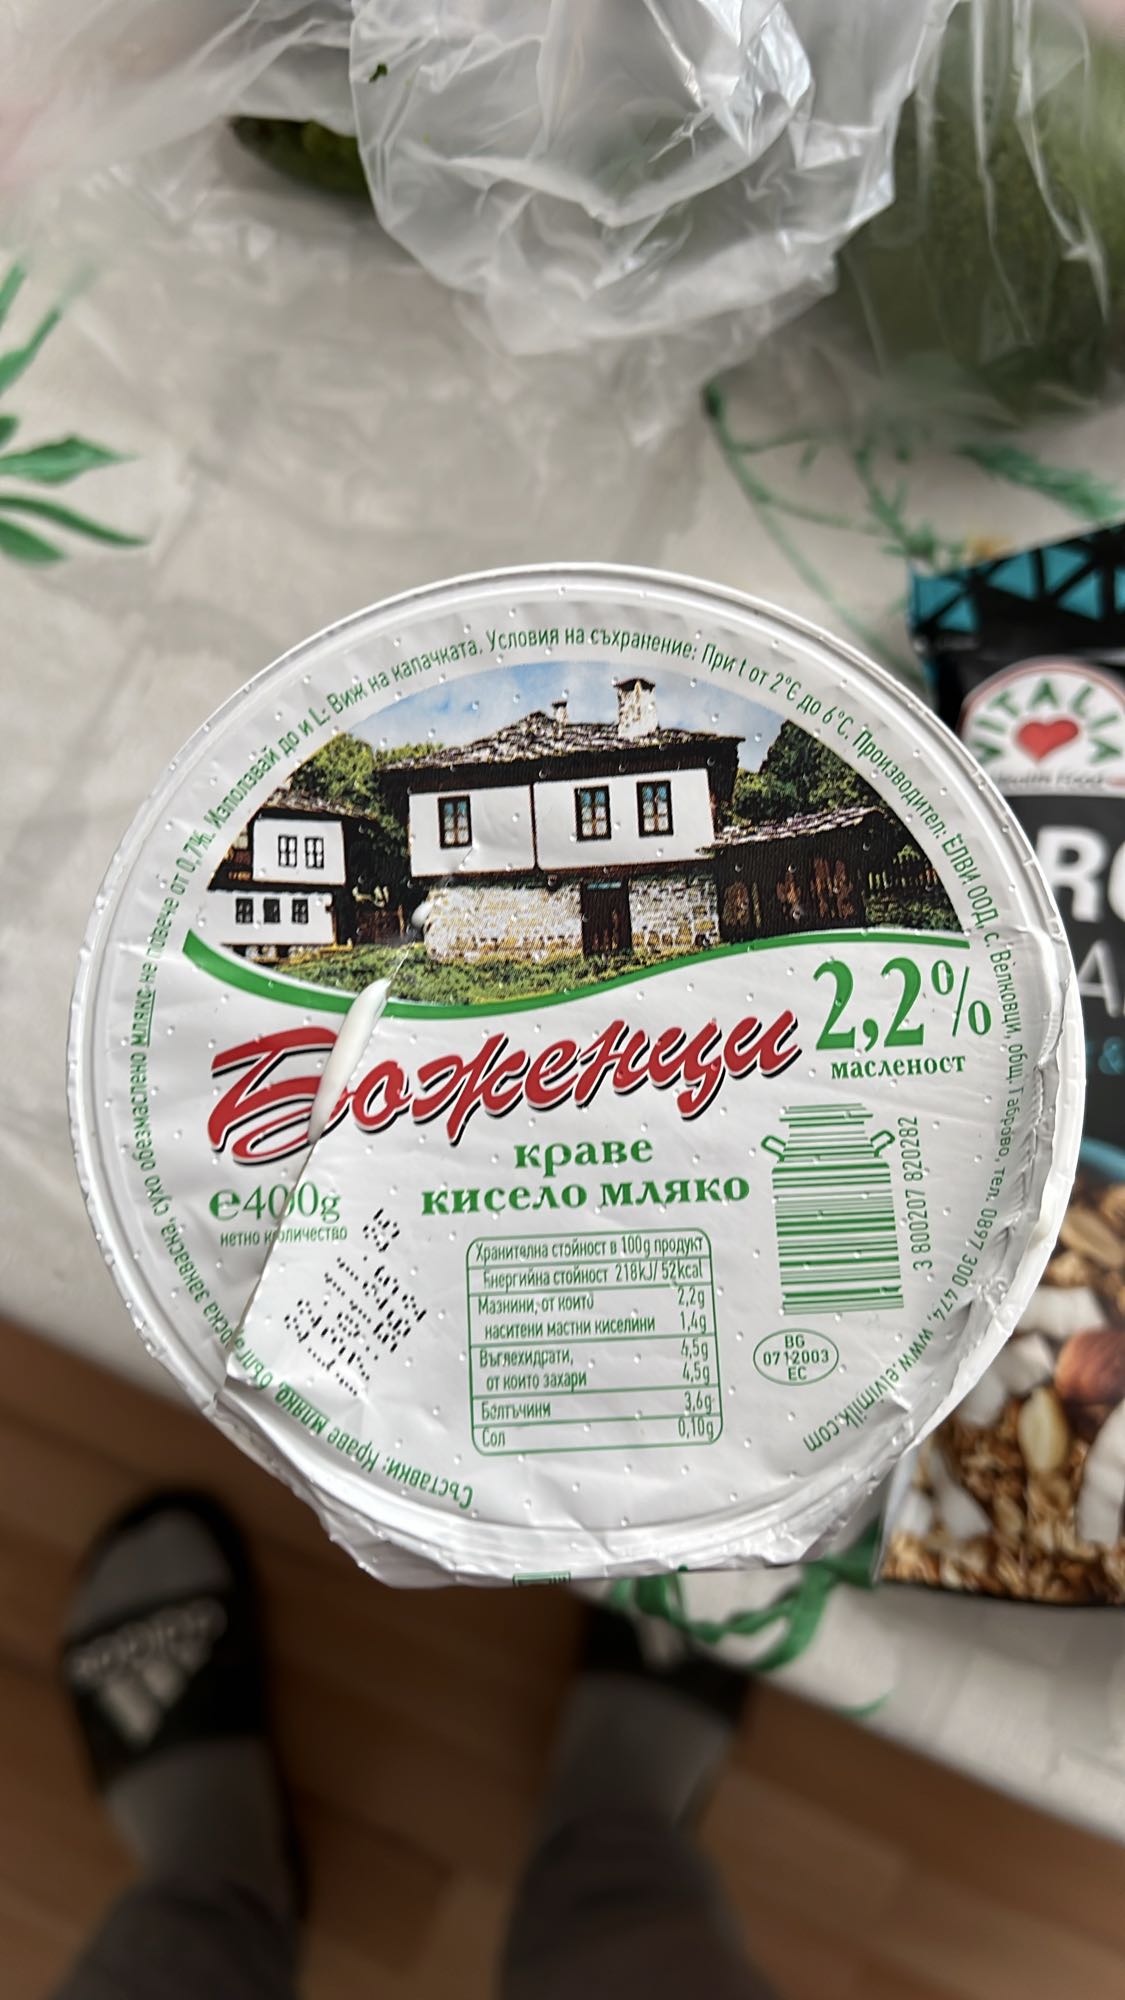 Съставки: Краве мляко, българска закваска, сухо обезмаслено мляко-не повече от 0,7%. Използвай до и L: Виж на капачката. Условия на съхранение: При t от 2°C до 6°C. Производител: ЕЛВИ ООД, с. Велковци, общ. Габрово, тел. 0897 300 474, www.elvimilk.com
Боженци
2,2%
масленост
краве
кисело мляко
℮400g
нетно количество
Хранителна стойност в 100g продукт
Енергийна стойност 218kJ/ 52kcal
Мазнини, от които 2,2g
наситени мастни киселини 1,4g
Въглехидрати, 4,5g
от които захари 4,5g
Белтъчини 3,6g
Сол 0,10g
3 800207 820282
BG
0712003
EC
VITALIA